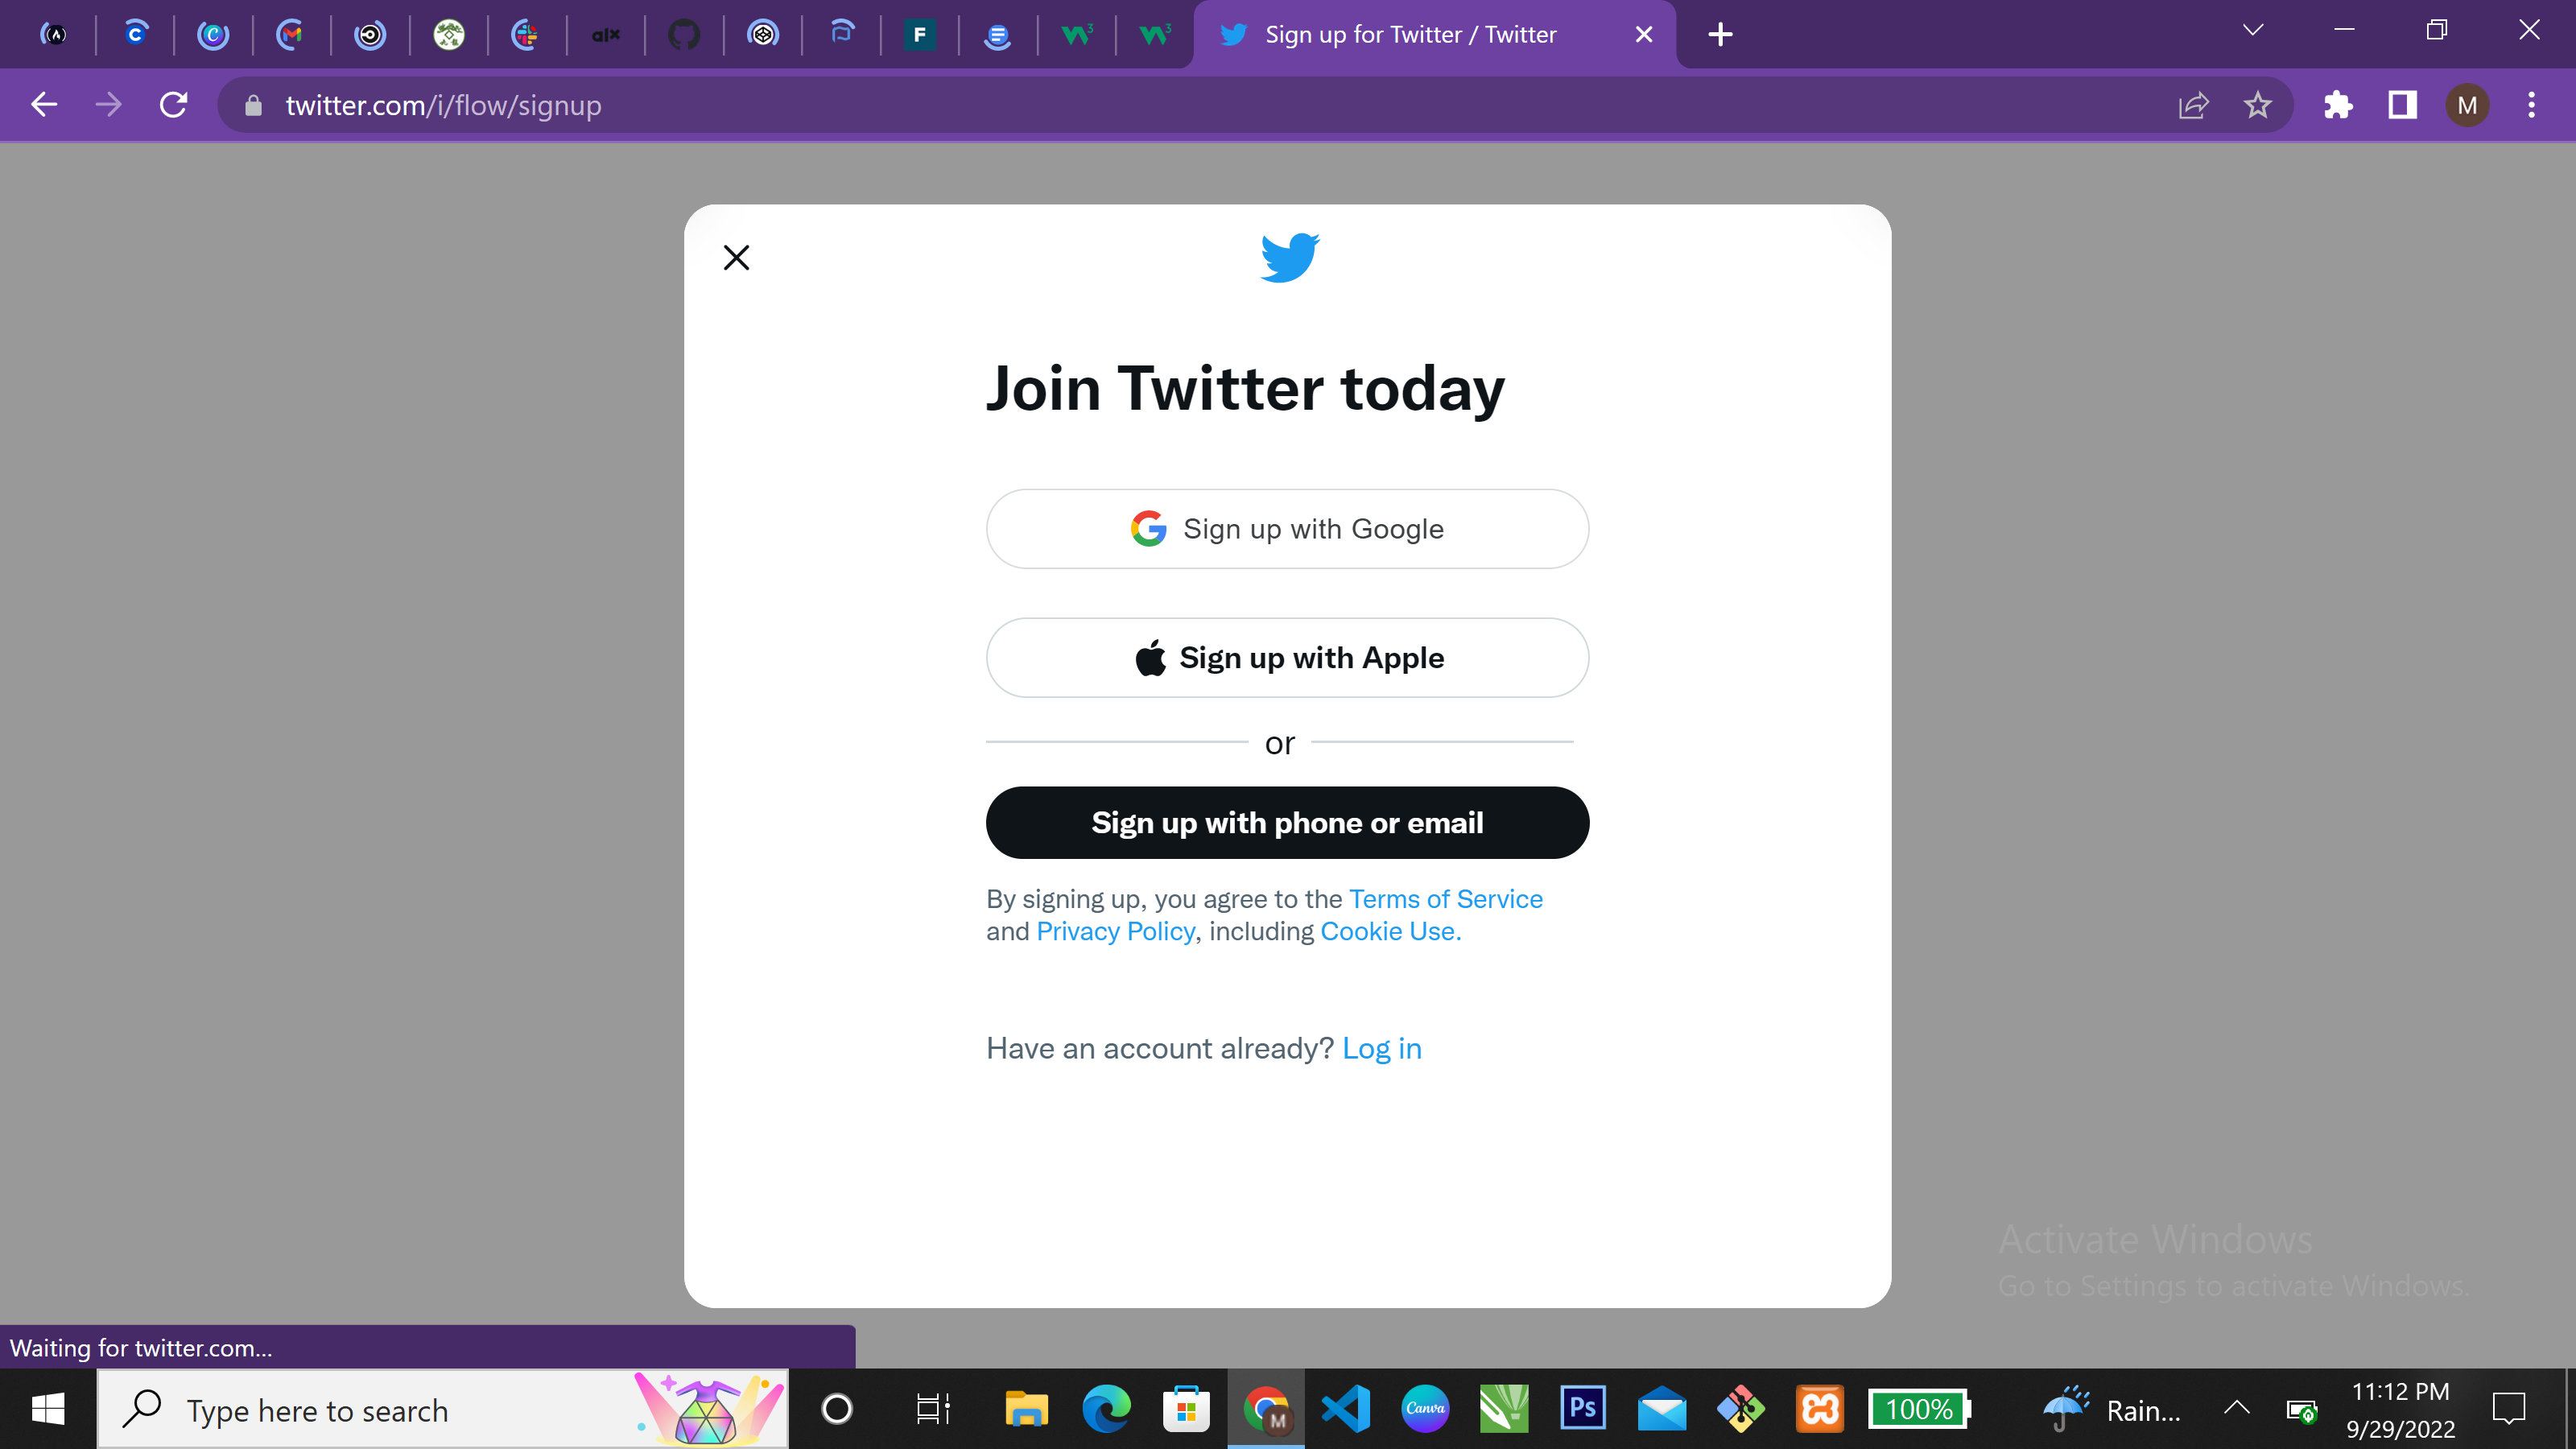 alx
F
Sign up for Twitter / Twitter
twitter.com/i/flow/signup
M
Join Twitter today
Sign up with Google
Sign up with Apple
or
Sign up with phone or email
By signing up, you agree to the Terms of Service
and Privacy Policy, including Cookie Use.
Have an account already? Log in
Activate Windows
Go to Settings to activate Windows.
Waiting for twitter.com...
Type here to search
M
Canva
Ps
100%
Rain...
11:12 PM
9/29/2022